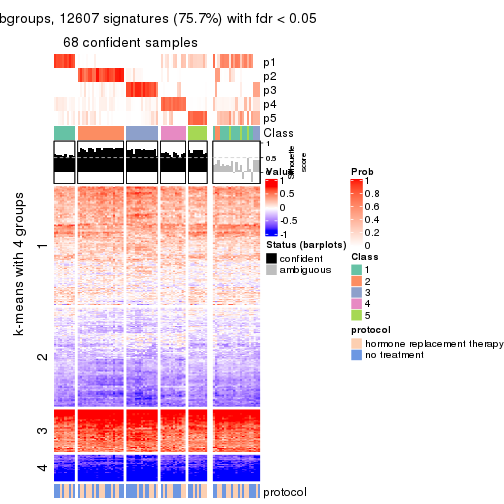 bgroups, 12607 signatures (75.7%) with fdr < 0.05
68 confident samples
p1
p2
p3
p4
p5
Class
1
0.5
0
Silhouette
score
k-means with 4 groups
1
2
3
4
protocol
Value
1
0.5
0
-0.5
-1
Status (barplots)
confident
ambiguous
Prob
1
0.8
0.6
0.4
0.2
0
Class
1
2
3
4
5
protocol
hormone replacement therapy
no treatment